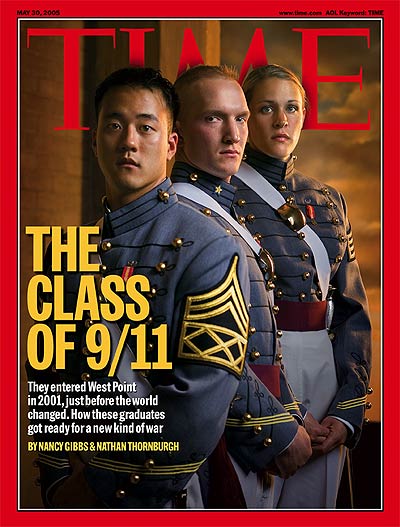 MAY 30, 2005 www.time.com AOL Keyword: TIME
TIME
THE
CLASS
OF 9/11
They entered West Point
in 2001, just before the world
changed. How these graduates
got ready for a new kind of war
BY NANCY GIBBS & NATHAN THORNBURGH